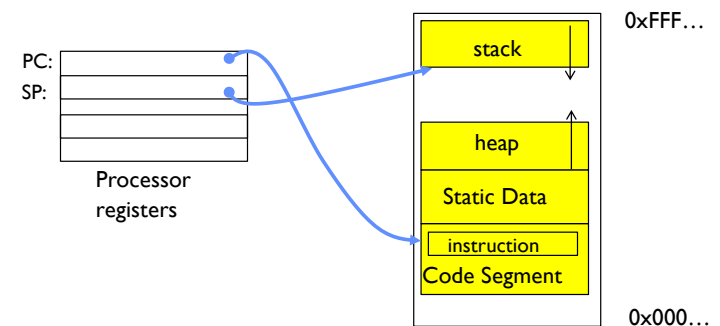 PC:
SP:
Processor
registers
0xFFF…
stack
heap
Static Data
instruction
Code Segment
0x000…